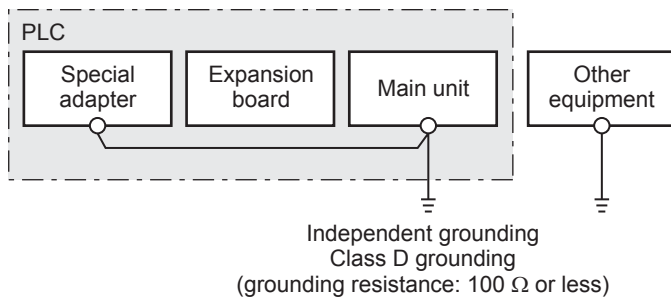 PLC
Special
adapter
Expansion
board
Main unit
Other
equipment
Independent grounding
Class D grounding
(grounding resistance: 100 Ω or less)